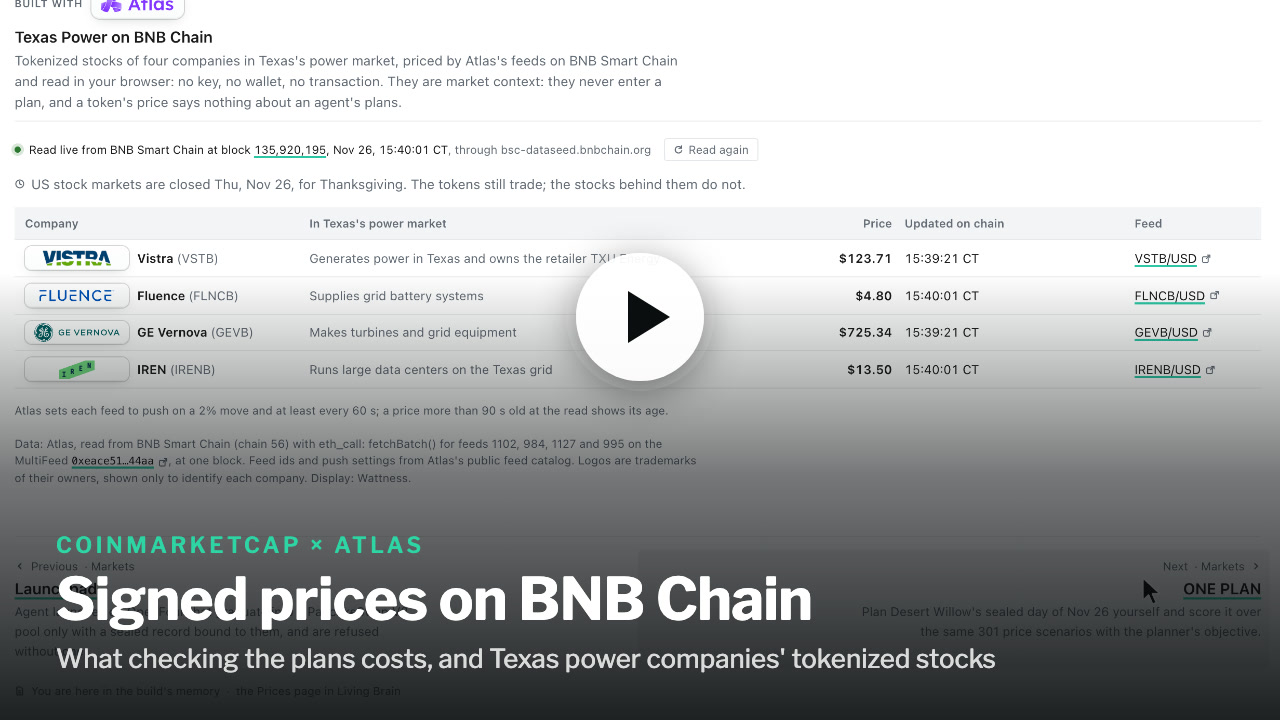 BUILT WITH Atlas
Texas Power on BNB Chain
Tokenized stocks of four companies in Texas's power market, priced by Atlas's feeds on BNB Smart Chain
and read in your browser: no key, no wallet, no transaction. They are market context: they never enter a
plan, and a token's price says nothing about an agent's plans.
Read live from BNB Smart Chain at block 135,920,195, Nov 26, 15:40:01 CT, through bsc-dataseed.bnbchain.org Read again
US stock markets are closed Thu, Nov 26, for Thanksgiving. The tokens still trade; the stocks behind them do not.
Company In Texas's power market Price Updated on chain Feed
VISTRA Vistra (VSTB) Generates power in Texas and owns the retailer TXU Energy $123.71 15:39:21 CT VSTB/USD
FLUENCE Fluence (FLNCB) Supplies grid battery systems $4.80 15:40:01 CT FLNCB/USD
GE VERNOVA GE Vernova (GEVB) Makes turbines and grid equipment $725.34 15:39:21 CT GEVB/USD
IREN IREN (IRENB) Runs large data centers on the Texas grid $13.50 15:40:01 CT IRENB/USD
Atlas sets each feed to push on a 2% move and at least every 60 s; a price more than 90 s old at the read shows its age.
Data: Atlas, read from BNB Smart Chain (chain 56) with eth_call: fetchBatch() for feeds 1102, 984, 1127 and 995 on the
MultiFeed 0xeace51…44aa, at one block. Feed ids and push settings from Atlas's public feed catalog. Logos are trademarks
of their owners, shown only to identify each company. Display: Wattness.
COINMARKETCAP × ATLAS
Previous · Markets
Next · Markets
Signed prices on BNB Chain
ONE PLAN
Plan Desert Willow's sealed day of Nov 26 yourself and score it over
pool only with a sealed record bound to them, and are refused
the same 301 price scenarios with the planner's objective.
What checking the plans costs, and Texas power companies' tokenized stocks
You are here in the build's memory · the Prices page in Living Brain